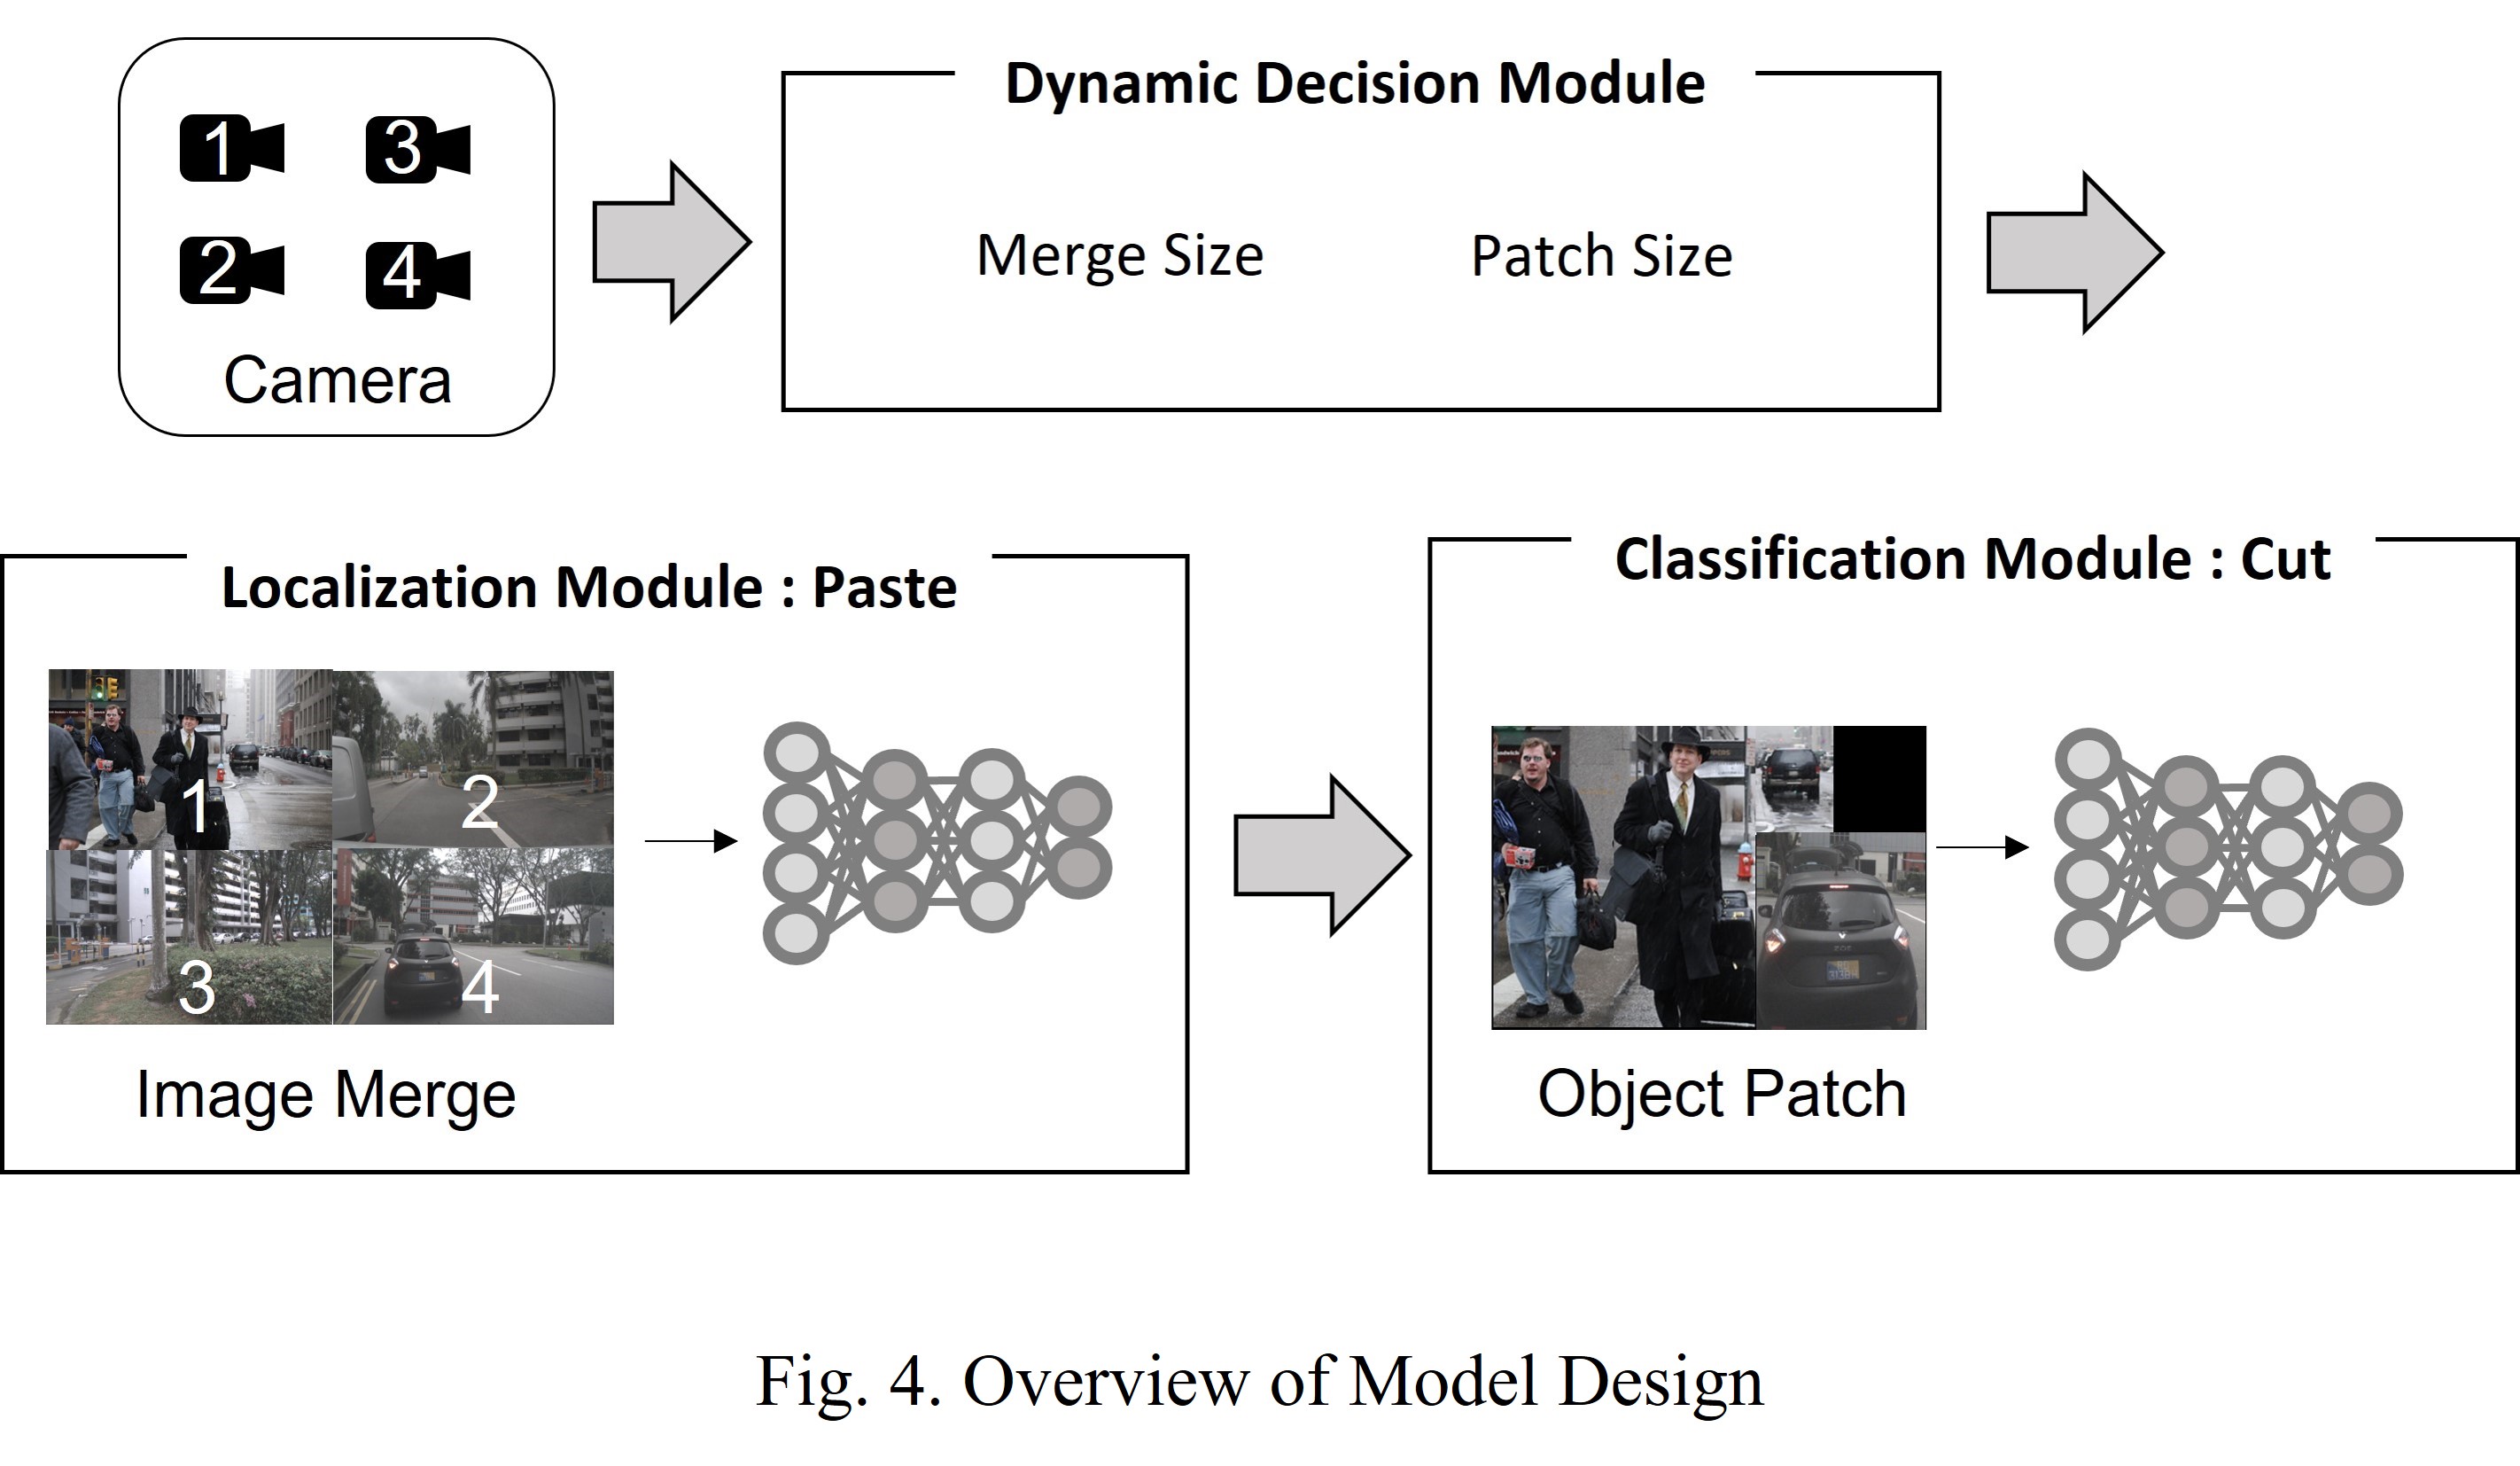 1 3
2 4
Camera
Dynamic Decision Module
Merge Size Patch Size
Localization Module : Paste
1 2
3 4
Image Merge
Classification Module : Cut
Object Patch
Fig. 4. Overview of Model Design